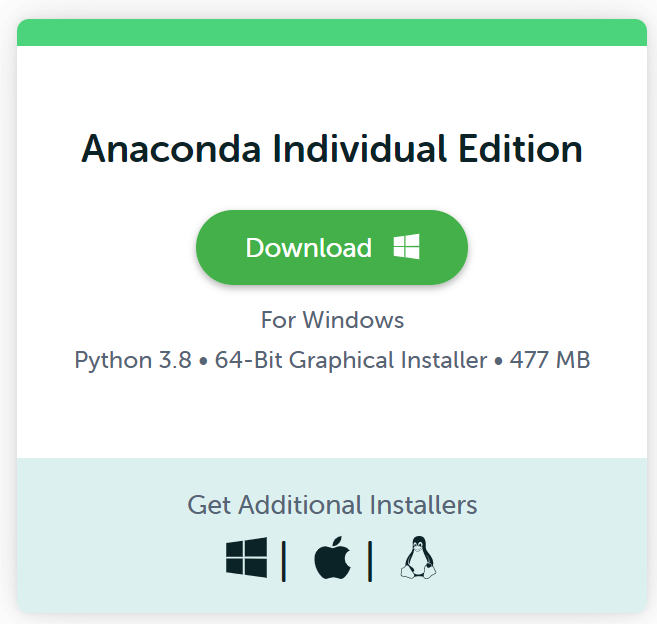 Anaconda Individual Edition
Download
For Windows
Python 3.8 • 64-Bit Graphical Installer • 477 MB
Get Additional Installers
| |